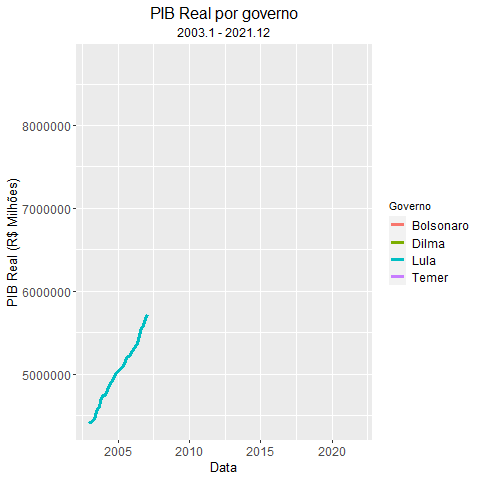 PIB Real por governo
2003.1 - 2021.12
PIB Real (R$ Milhões)
8000000
7000000
6000000
5000000
2005
2010
2015
2020
Data
Governo
Bolsonaro
Dilma
Lula
Temer